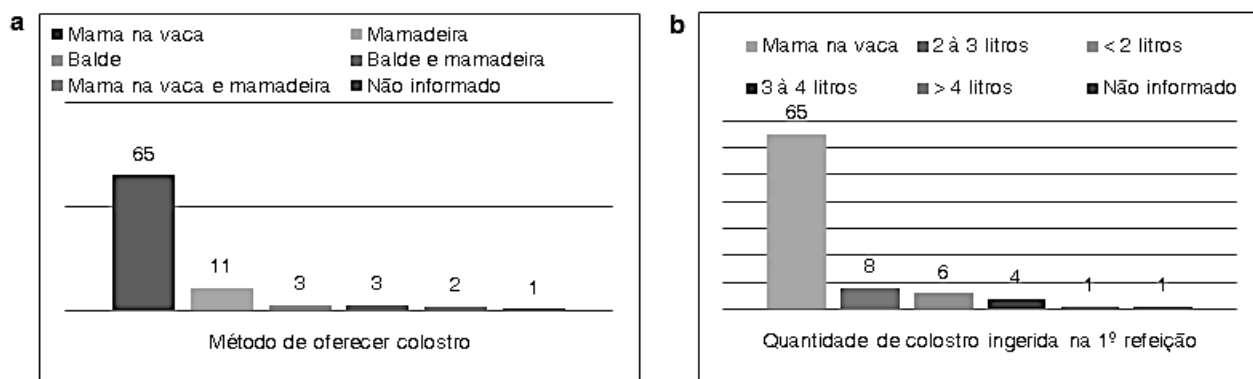 a
Mama na vaca Mamadeira
Balde Balde e mamadeira
Mama na vaca e mamadeira Não informado
65
11
3
3
2
1
Método de oferecer colostro
b
Mama na vaca 2 à 3 litros < 2 litros
3 à 4 litros > 4 litros Não informado
65
8
6
4
1
1
Quantidade de colostro ingerida na 1º refeição